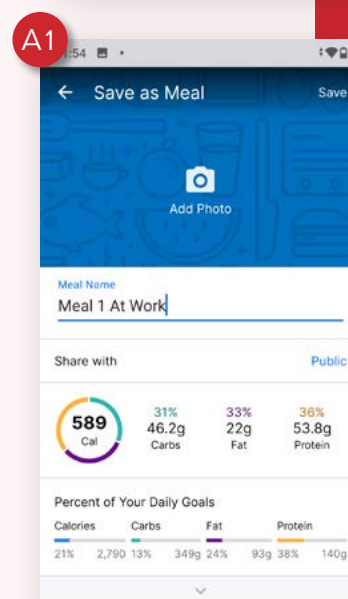 A1
:54
Save as Meal
Save
Add Photo
Meal Name
Meal 1 At Work
Share with
Public
589
Cal
31%
46.2g
Carbs
33%
22g
Fat
36%
53.8g
Protein
Percent of Your Daily Goals
Calories Carbs Fat Protein
21% 2,790 13% 349g 24% 93g 38% 140g